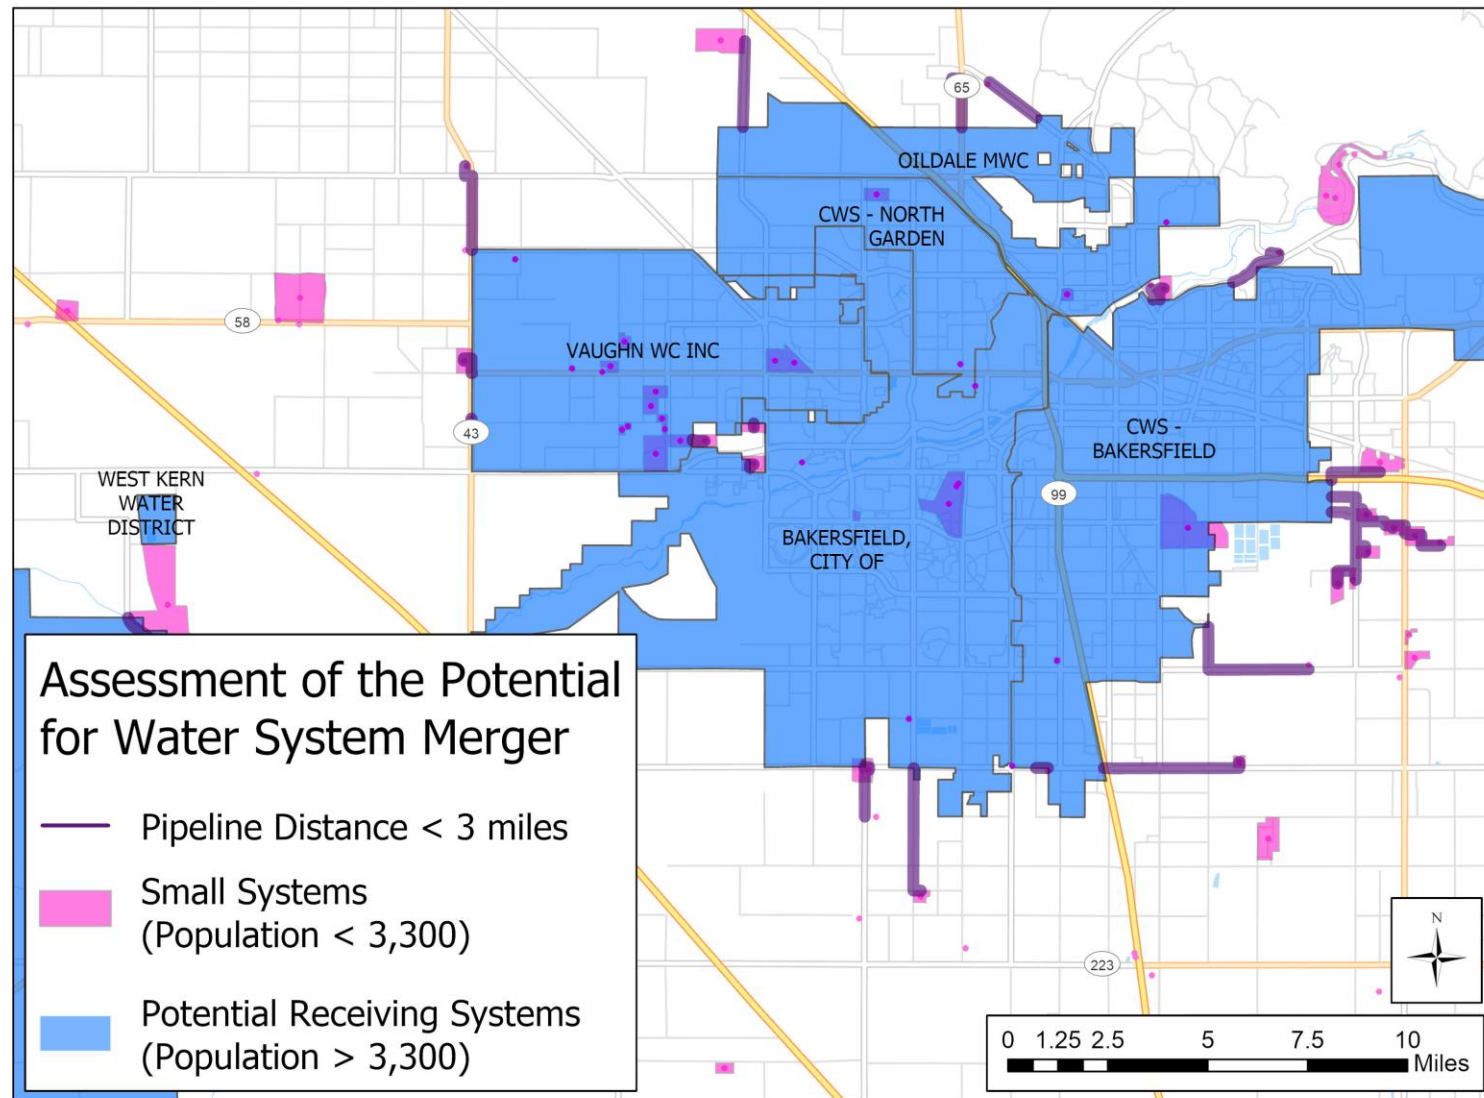 65
OILDALE MWC
CWS - NORTH
GARDEN
58
VAUGHN WC INC
43
CWS -
BAKERSFIELD
WEST KERN
WATER
DISTRICT
99
BAKERSFIELD,
CITY OF
Assessment of the Potential
for Water System Merger
Pipeline Distance < 3 miles
Small Systems
(Population < 3,300)
Potential Receiving Systems
(Population > 3,300)
N
223
0 1.25 2.5 5 7.5 10
Miles